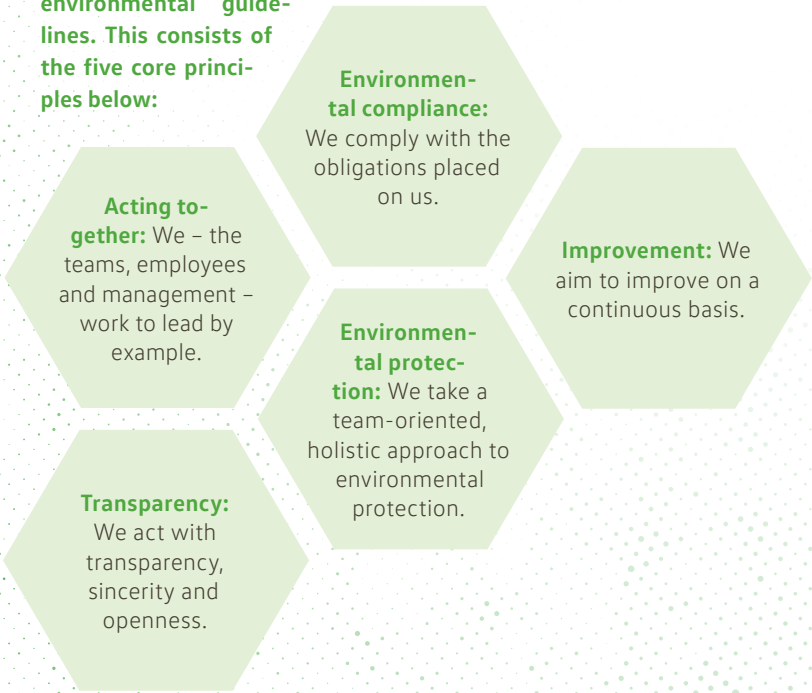 environmental guide-
lines. This consists of
the five core princi-
ples below:
Environmen-
tal compliance:
We comply with the
obligations placed
on us.
Acting to-
gether: We – the
teams, employees
and management –
work to lead by
example.
Improvement: We
aim to improve on a
continuous basis.
Environmen-
tal protec-
tion: We take a
team-oriented,
holistic approach to
environmental
protection.
Transparency:
We act with
transparency,
sincerity and
openness.